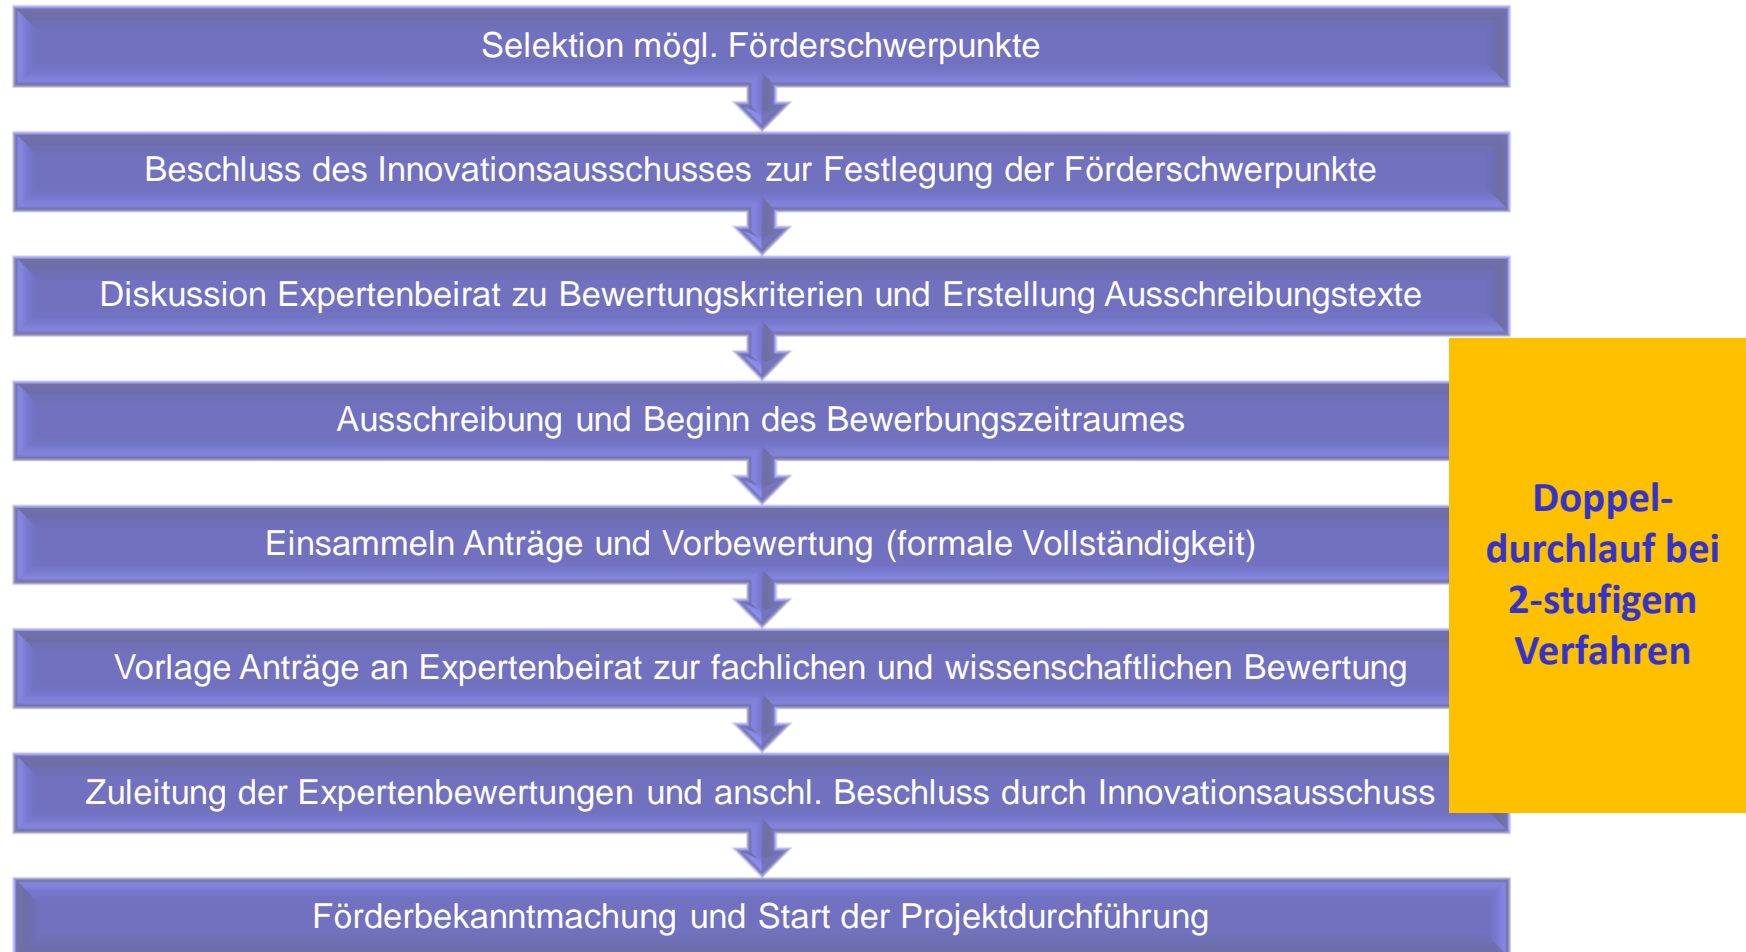 Selektion mögl. Förderschwerpunkte
Beschluss des Innovationsausschusses zur Festlegung der Förderschwerpunkte
Diskussion Expertenbeirat zu Bewertungskriterien und Erstellung Ausschreibungstexte
Ausschreibung und Beginn des Bewerbungszeitraumes
Einsammeln Anträge und Vorbewertung (formale Vollständigkeit)
Vorlage Anträge an Expertenbeirat zur fachlichen und wissenschaftlichen Bewertung
Zuleitung der Expertenbewertungen und anschl. Beschluss durch Innovationsausschuss
Förderbekanntmachung und Start der Projektdurchführung
Doppel-
durchlauf bei
2-stufigem
Verfahren